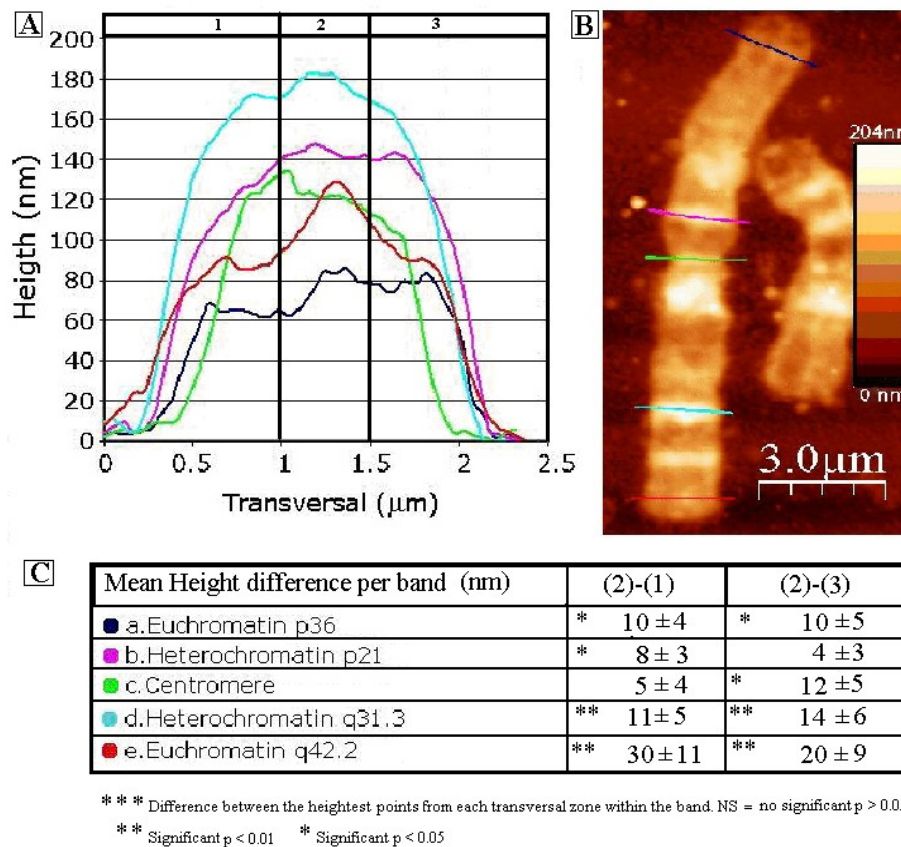 A
1 2 3
200
180
160
140
120
100
80
60
40
20
0
Heigth (nm)
0 0.5 1 1.5 2 2.5
Transversal (μm)
B
204nm
0 nm
3.0μm
C
Mean Height difference per band (nm) (2)-(1) (2)-(3)
a.Euchromatin p36 * 10 ±4 * 10 ±5
b.Heterochromatin p21 * 8 ± 3 4 ±3
c.Centromere 5 ± 4 * 12 ±5
d.Heterochromatin q31.3 ** 11± 5 ** 14 ±6
e.Euchromatin q42.2 ** 30±11 ** 20 ±9
*** Difference between the heightest points from each transversal zone within the band. NS = no significant p > 0.0
** Significant p < 0.01 * Significant p < 0.05